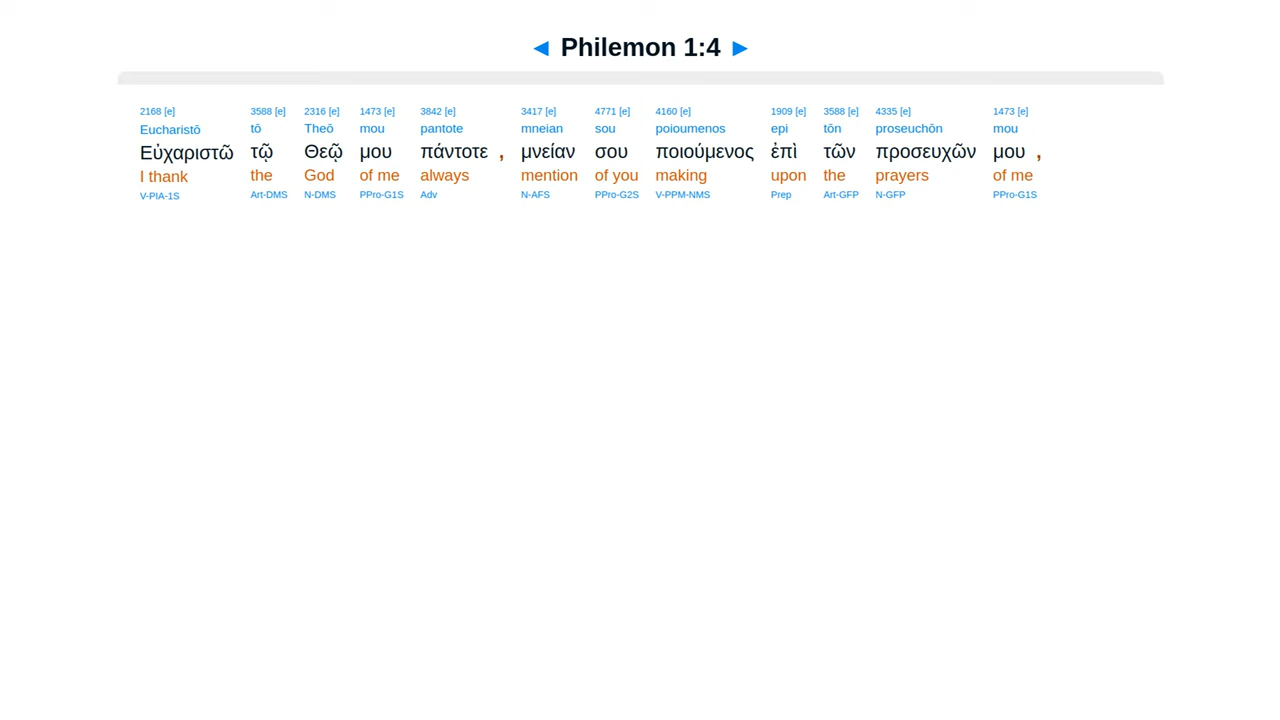 ◄ Philemon 1:4 ►
2168 [e] 3588 [e] 2316 [e] 1473 [e] 3842 [e] 3417 [e] 4771 [e] 4160 [e] 1909 [e] 3588 [e] 4335 [e] 1473 [e]
Eucharistō tō Theō mou pantote mneian sou poioumenos epi tōn proseuchōn mou
Εὐχαριστῶ τῷ Θεῷ μου πάντοτε , μνείαν σου ποιούμενος ἐπὶ τῶν προσευχῶν μου ,
I thank the God of me always mention of you making upon the prayers of me
V-PIA-1S Art-DMS N-DMS PPro-G1S Adv N-AFS PPro-G2S V-PPM-NMS Prep Art-GFP N-GFP PPro-G1S